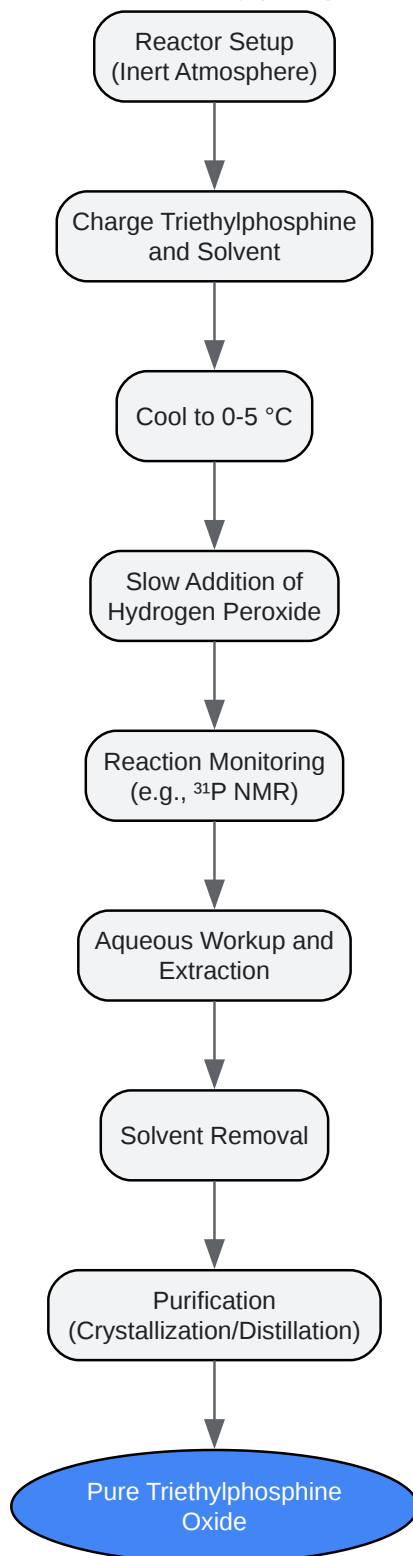 Reactor Setup
(Inert Atmosphere)
Charge Triethylphosphine
and Solvent
Cool to 0-5 °C
Slow Addition of
Hydrogen Peroxide
Reaction Monitoring
(e.g., ³¹P NMR)
Aqueous Workup and
Extraction
Solvent Removal
Purification
(Crystallization/Distillation)
Pure Triethylphosphine
Oxide